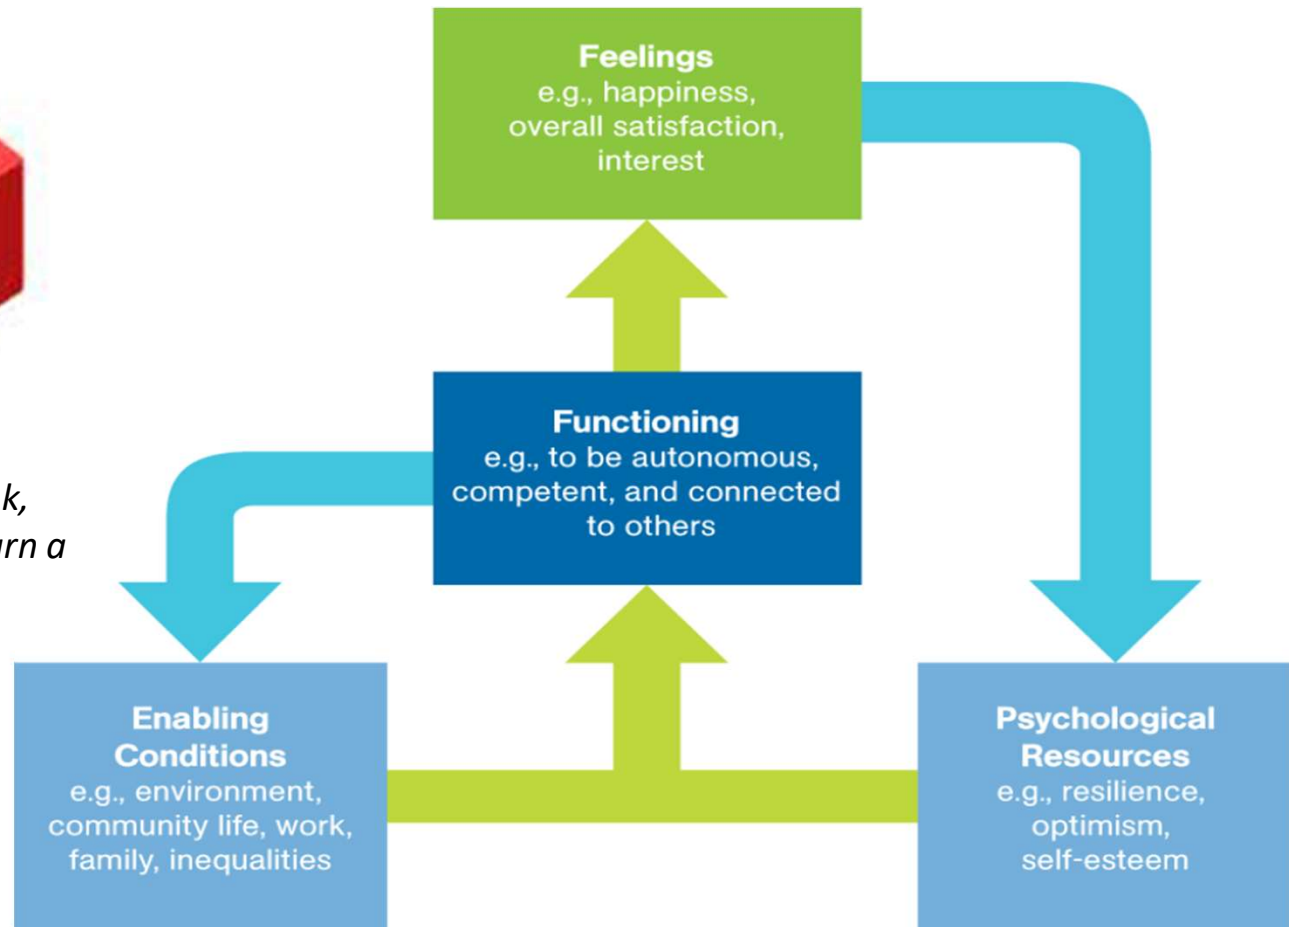 Feelings
e.g., happiness,
overall satisfaction,
interest
Functioning
e.g., to be autonomous,
competent, and connected
to others
k,
rn a
Enabling
Conditions
e.g., environment,
community life, work,
family, inequalities
Psychological
Resources
e.g., resilience,
optimism,
self-esteem